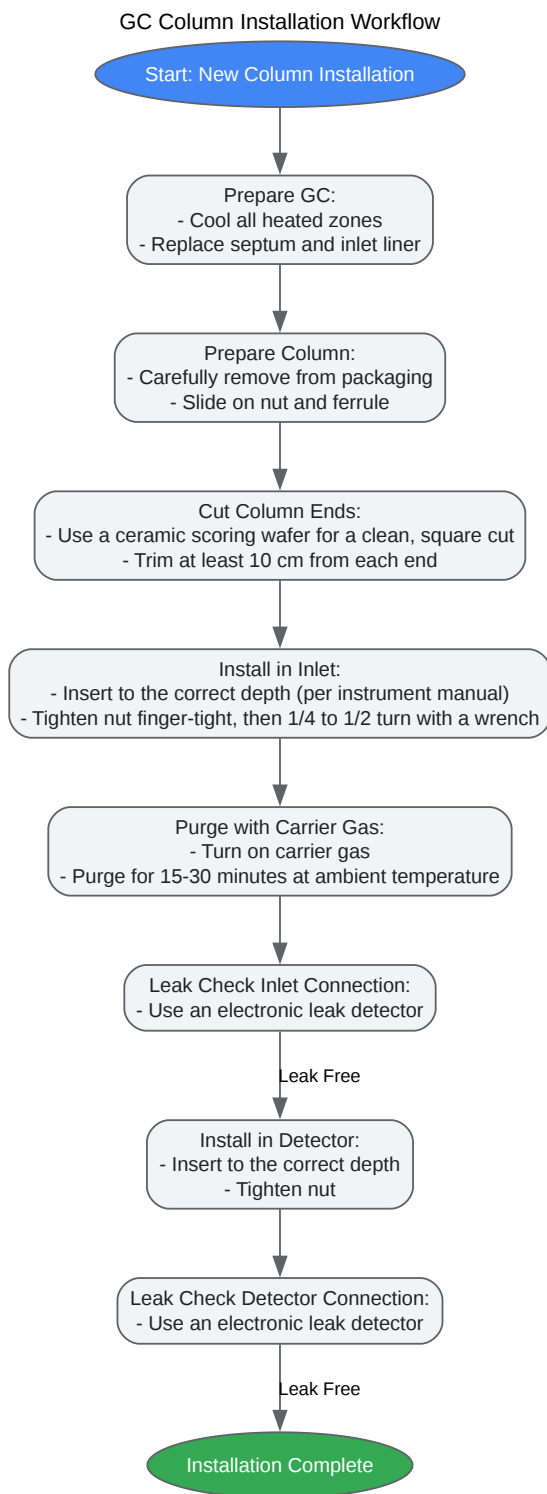 GC Column Installation Workflow
Start: New Column Installation
Prepare GC:
- Cool all heated zones
- Replace septum and inlet liner
Prepare Column:
- Carefully remove from packaging
- Slide on nut and ferrule
Cut Column Ends:
- Use a ceramic scoring wafer for a clean, square cut
- Trim at least 10 cm from each end
Install in Inlet:
- Insert to the correct depth (per instrument manual)
- Tighten nut finger-tight, then 1/4 to 1/2 turn with a wrench
Purge with Carrier Gas:
- Turn on carrier gas
- Purge for 15-30 minutes at ambient temperature
Leak Check Inlet Connection:
- Use an electronic leak detector
Leak Free
Install in Detector:
- Insert to the correct depth
- Tighten nut
Leak Check Detector Connection:
- Use an electronic leak detector
Leak Free
Installation Complete